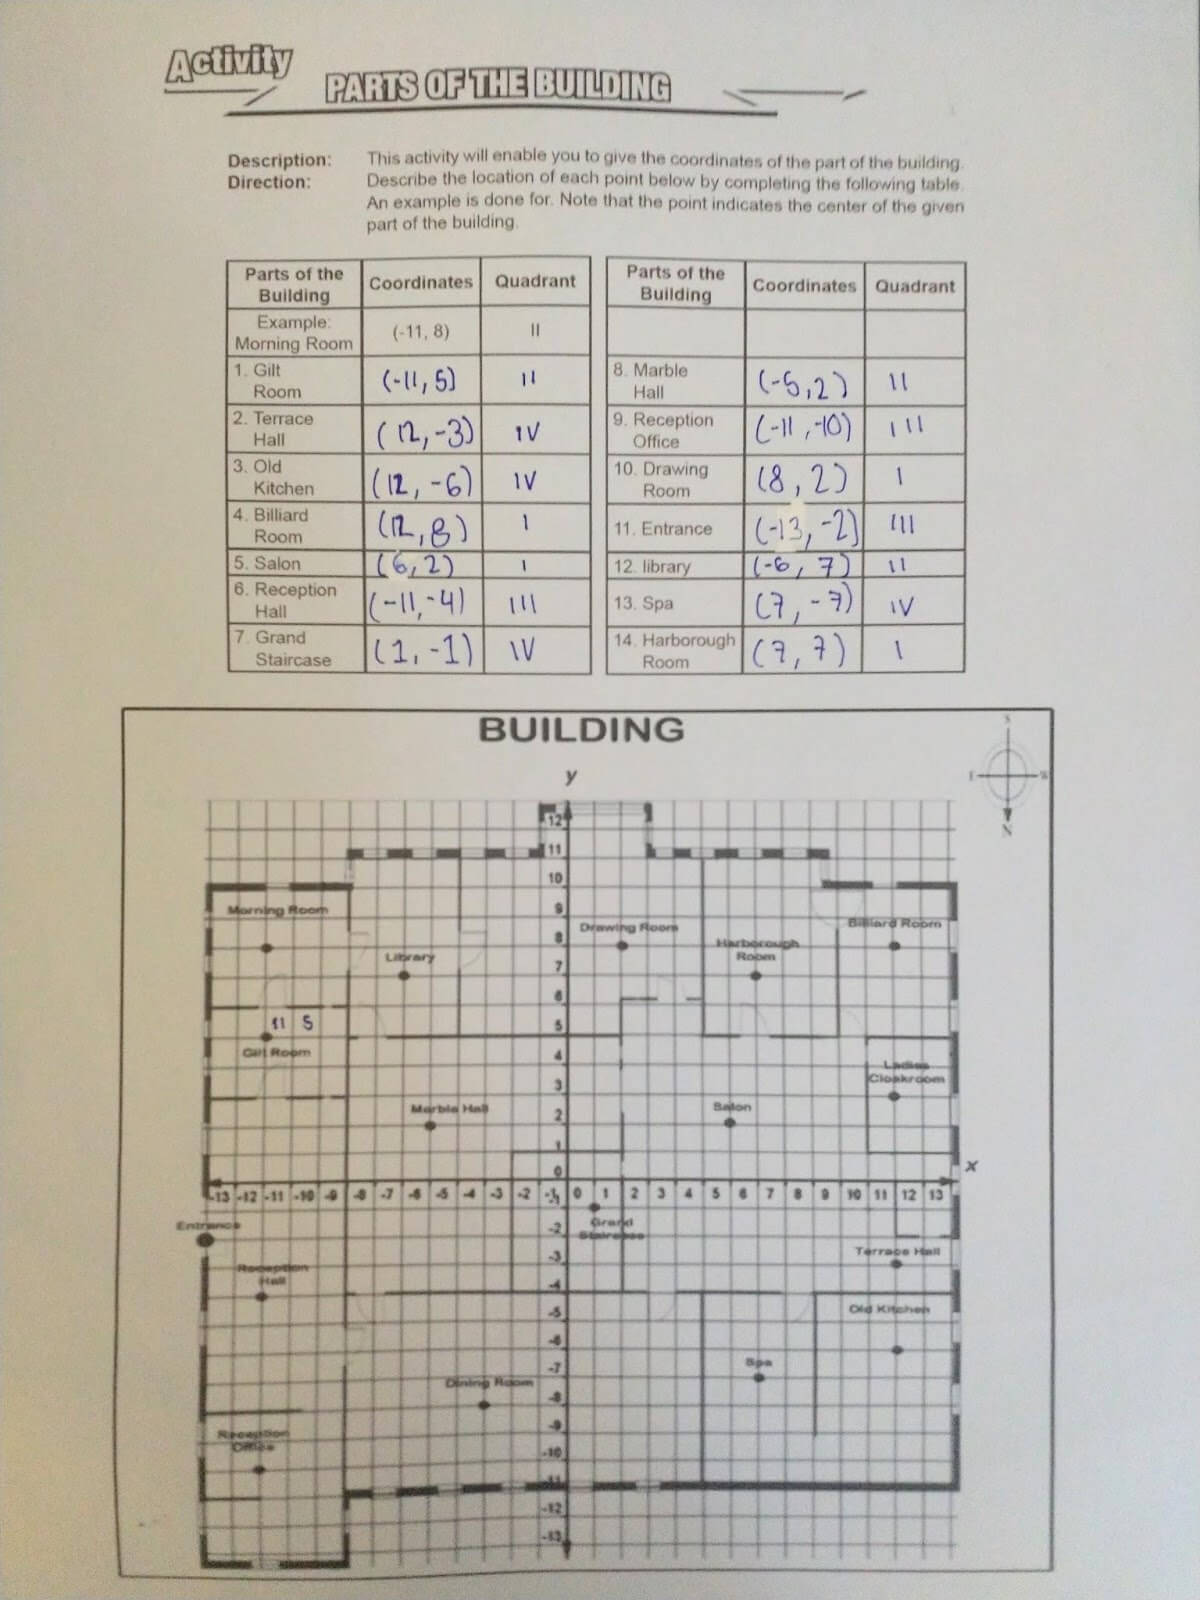 Activity
PARTS OF THE BUILDING
Description: This activity will enable you to give the coordinates of the part of the building.
Direction: Describe the location of each point below by completing the following table.
An example is done for. Note that the point indicates the center of the given
part of the building.
Parts of the Building Coordinates Quadrant
Example: Morning Room (-11, 8) II
1. Gilt Room (-11, 5) II
2. Terrace Hall (12, -3) IV
3. Old Kitchen (12, -6) IV
4. Billiard Room (12, 8) I
5. Salon (6, 2) I
6. Reception Hall (-11, -4) III
7. Grand Staircase (1, -1) IV
Parts of the Building Coordinates Quadrant
8. Marble Hall (-5, 2) II
9. Reception Office (-11, -10) III
10. Drawing Room (8, 2) I
11. Entrance (-13, -2) III
12. library (-6, 7) II
13. Spa (7, -7) IV
14. Harborough Room (7, 7) I
BUILDING
y
S
N
12
11
10
9
8
7
6
5
4
3
2
1
0
Morning Room
Library
Drawing Room
Harborough
Room
Billiard Room
11 5
Gilt Room
Ladies
Cloakroom
Marble Hall
Salon
x
-13 -12 -11 -10 -9 -8 -7 -6 -5 -4 -3 -2 -1 0 1 2 3 4 5 6 7 8 9 10 11 12 13
-1
-2
-3
-4
-5
-6
-7
-8
-9
-10
-11
-12
-13
Entrance
Grand
Staircase
Terrace Hall
Reception
Hall
Old Kitchen
Spa
Dining Room
Reception
Office